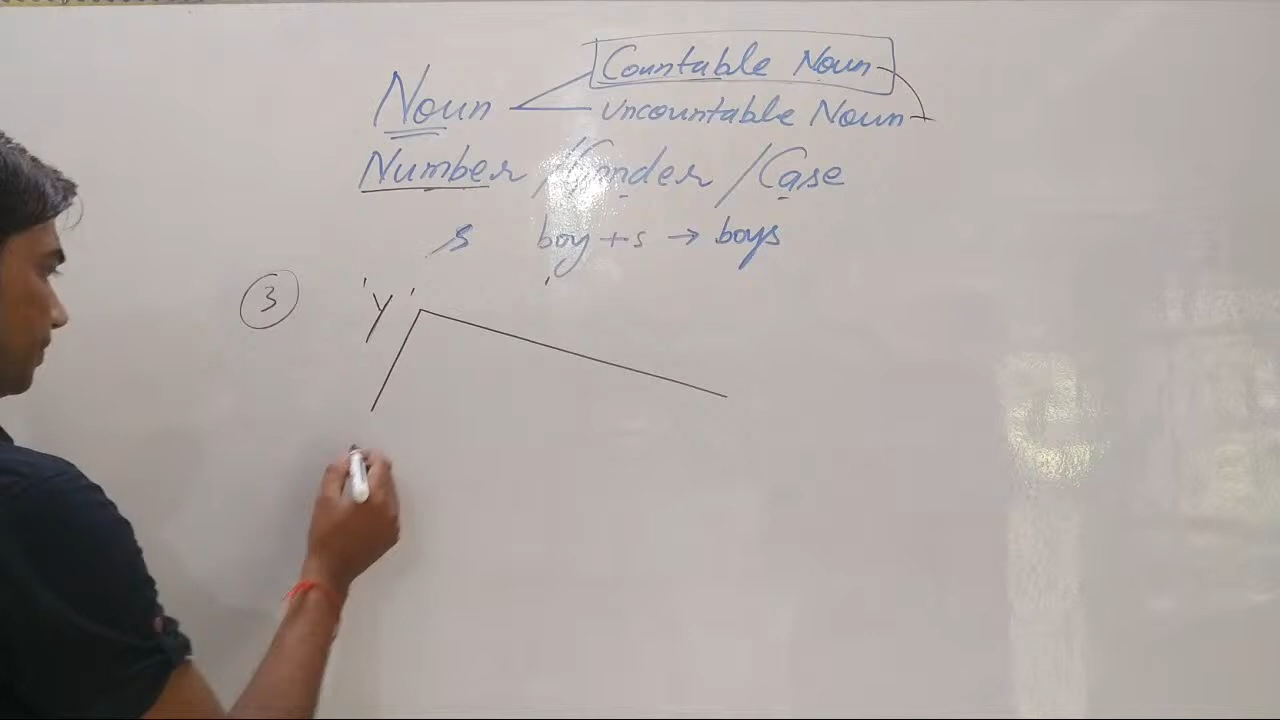 Countable Noun
Noun
Uncountable Noun
Number / Gender / Case
s boy + s → boys
③ 'y'